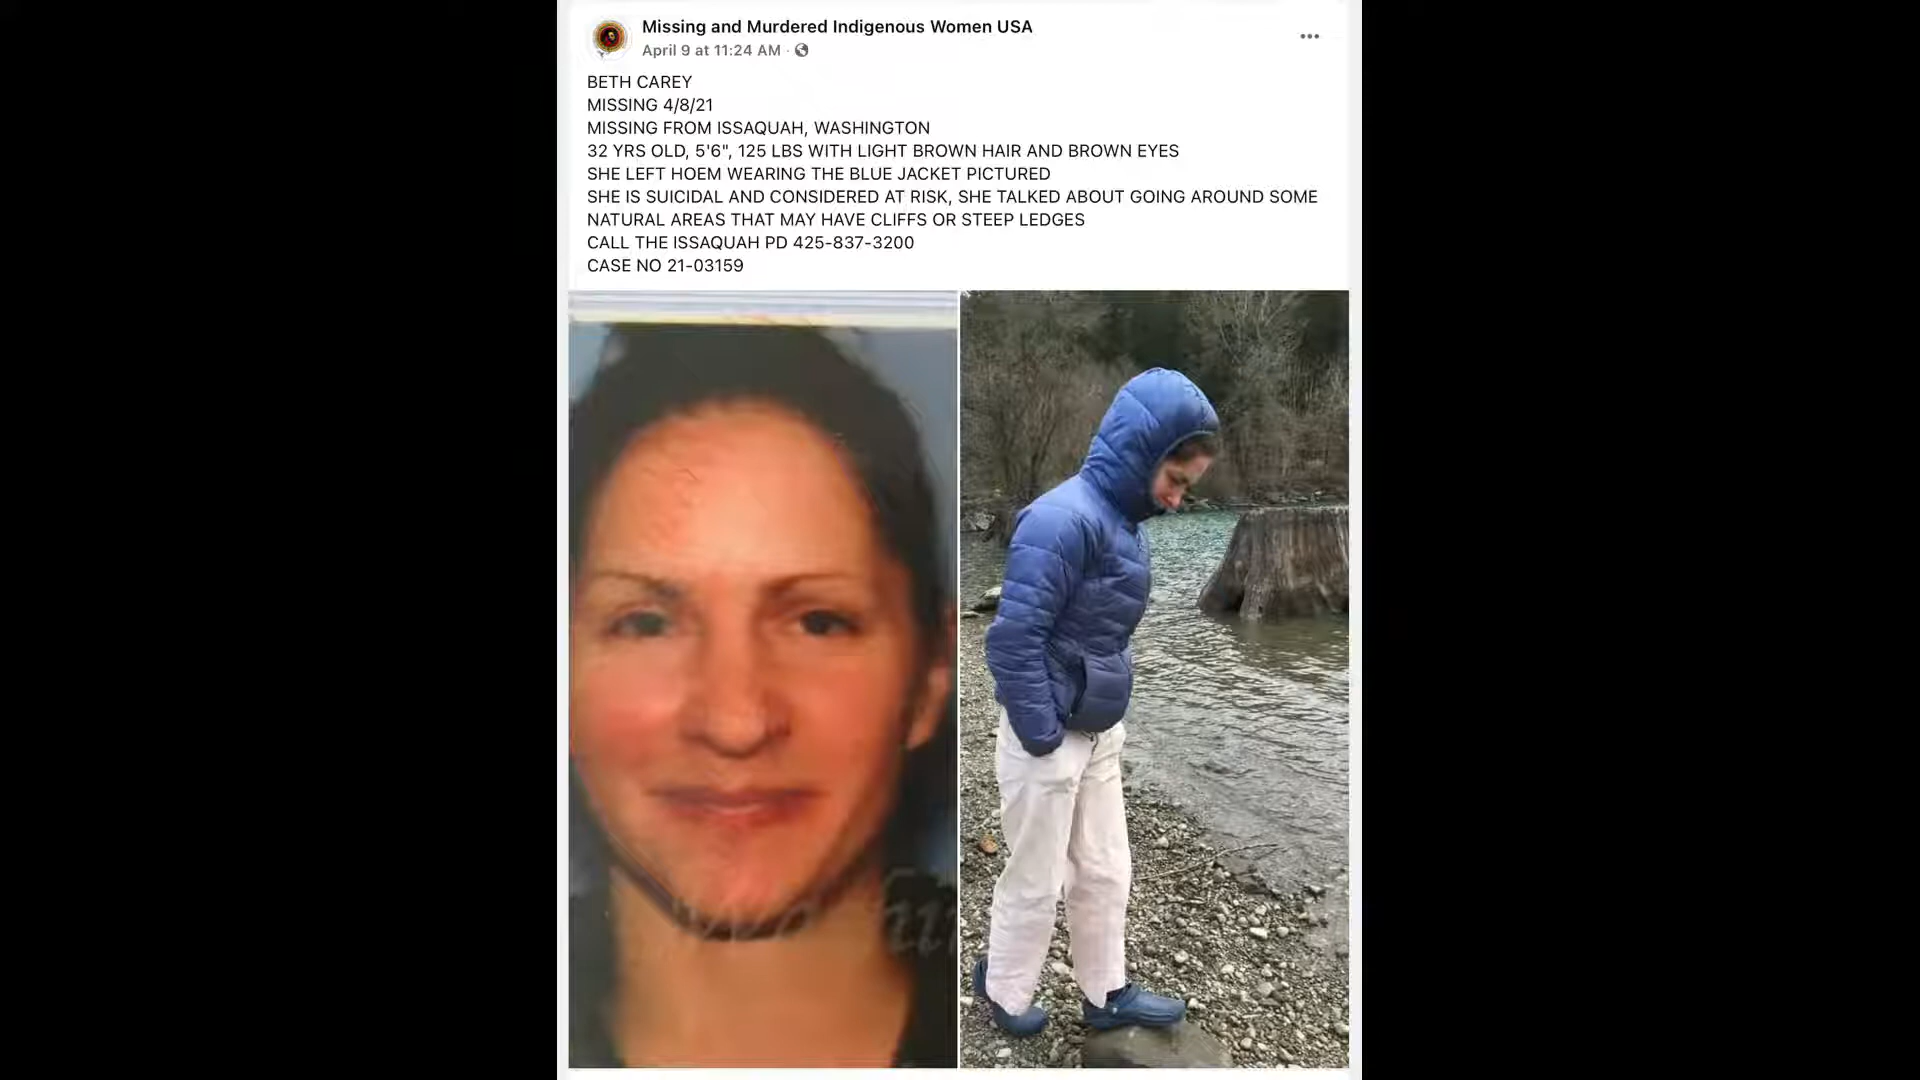 Missing and Murdered Indigenous Women USA
April 9 at 11:24 AM ·
BETH CAREY
MISSING 4/8/21
MISSING FROM ISSAQUAH, WASHINGTON
32 YRS OLD, 5'6", 125 LBS WITH LIGHT BROWN HAIR AND BROWN EYES
SHE LEFT HOEM WEARING THE BLUE JACKET PICTURED
SHE IS SUICIDAL AND CONSIDERED AT RISK, SHE TALKED ABOUT GOING AROUND SOME
NATURAL AREAS THAT MAY HAVE CLIFFS OR STEEP LEDGES
CALL THE ISSAQUAH PD 425-837-3200
CASE NO 21-03159